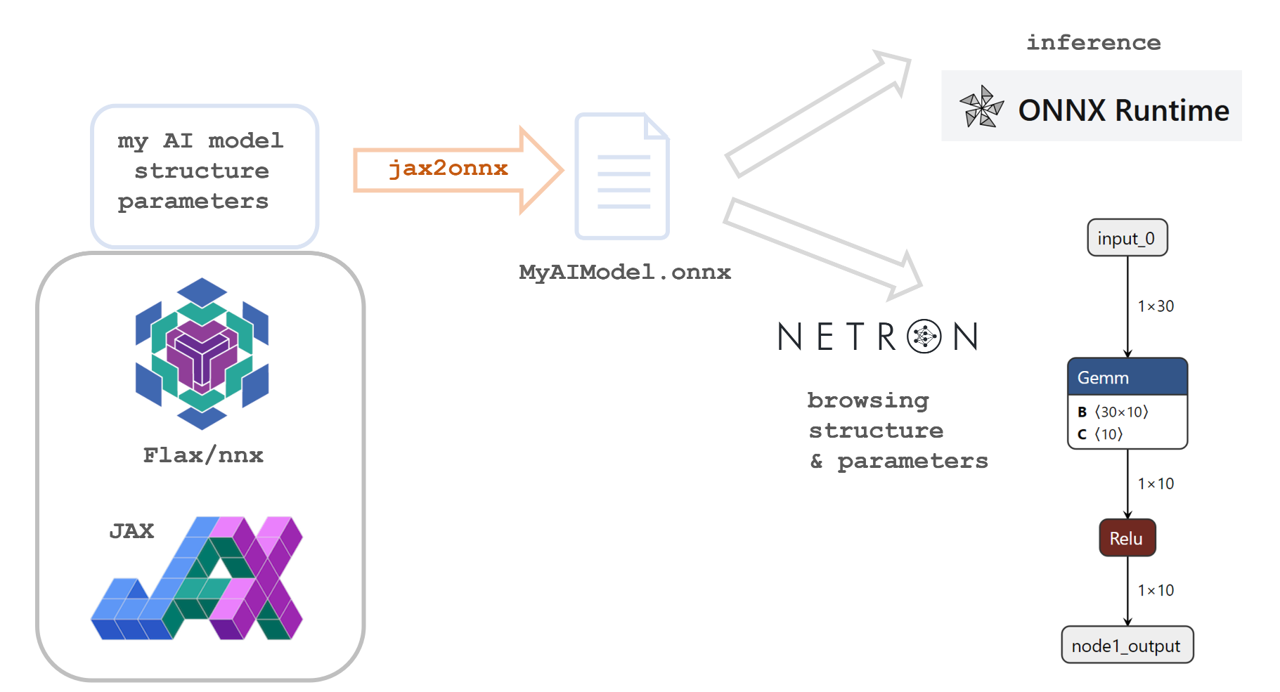 my AI model
structure
parameters
Flax/nnx
JAX
jax2onnx
MyAIModel.onnx
inference
ONNX Runtime
NETRON
browsing
structure
& parameters
input_0
1×30
Gemm
B ⟨30×10⟩
C ⟨10⟩
1×10
Relu
1×10
node1_output